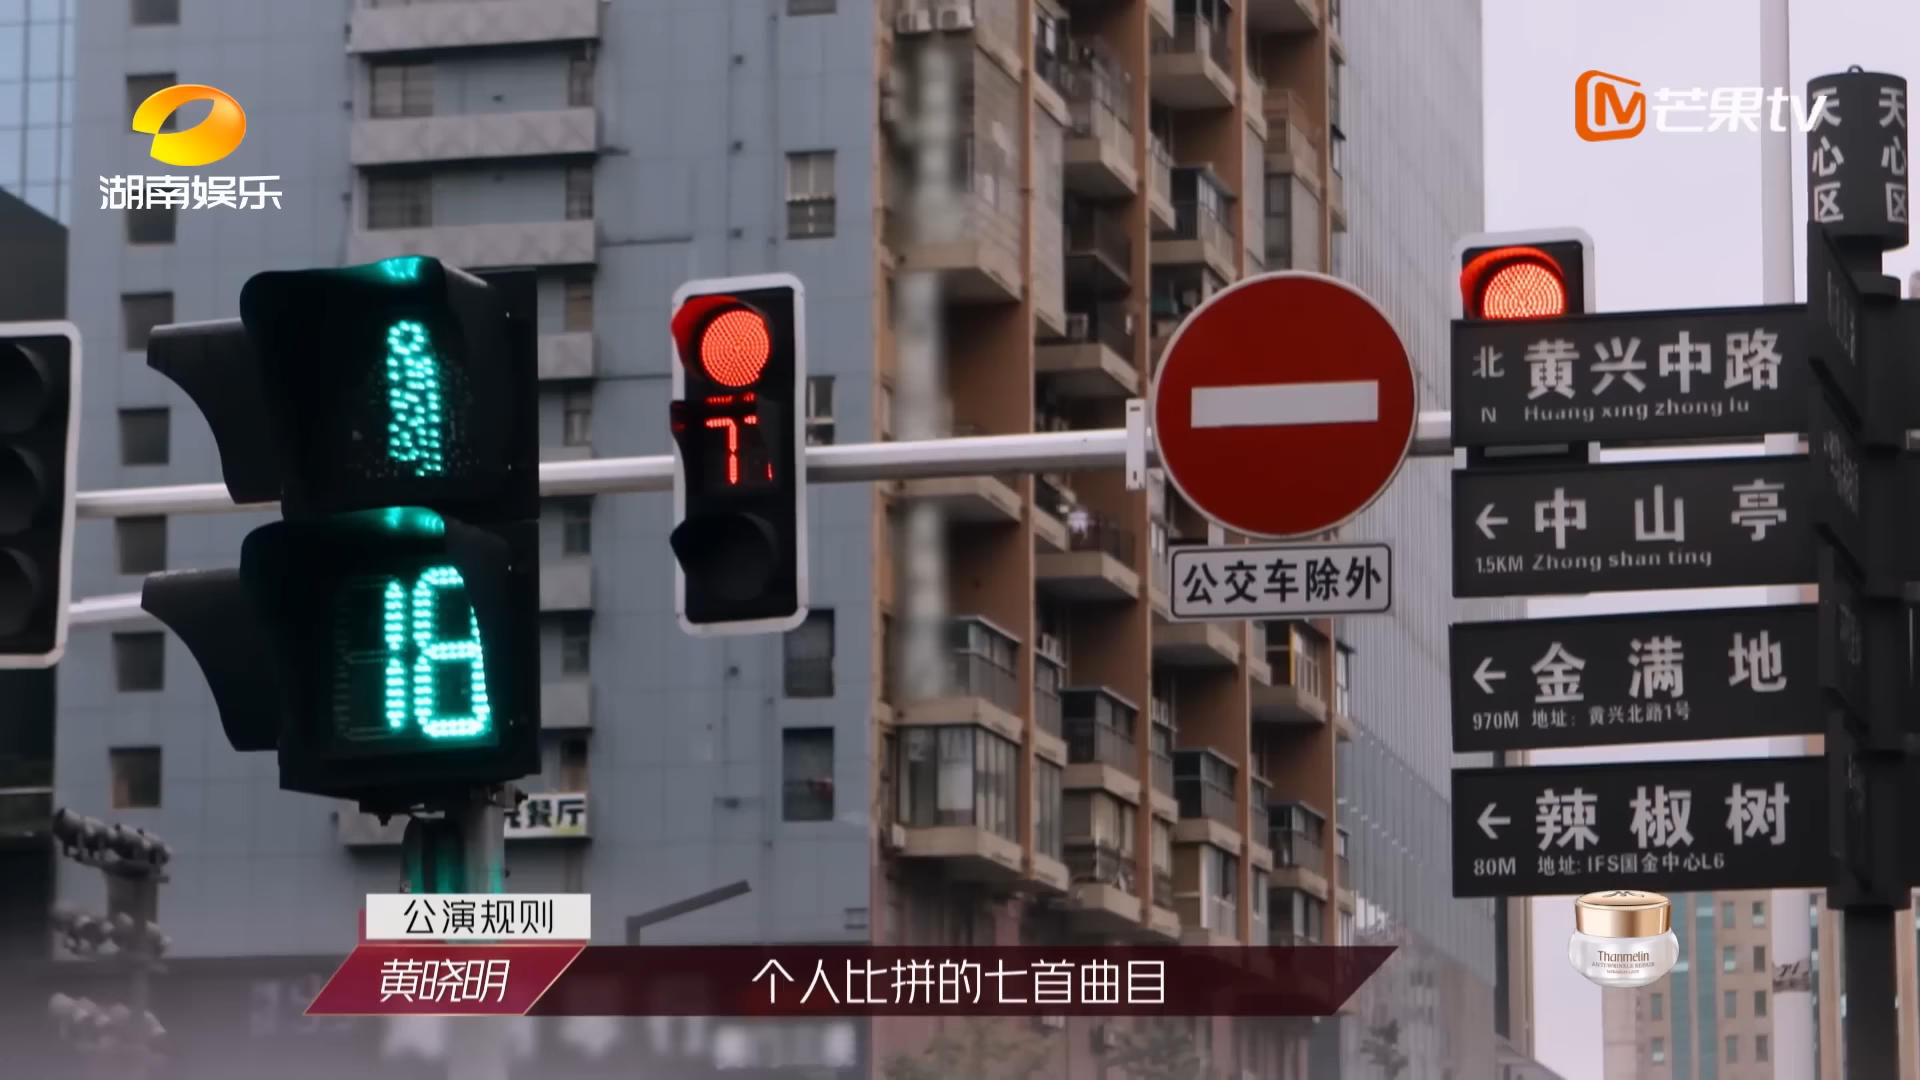 湖南娱乐
芒果tv
天心区
天心区
北 黄兴中路
N Huang xing zhong lu
中山亭
1.5KM Zhong shan ting
公交车除外
金满地
970M 地址：黄兴北路1号
辣椒树
80M 地址: IFS国金中心L6
餐厅
Thanmelin
公演规则
黄晓明
个人比拼的七首曲目